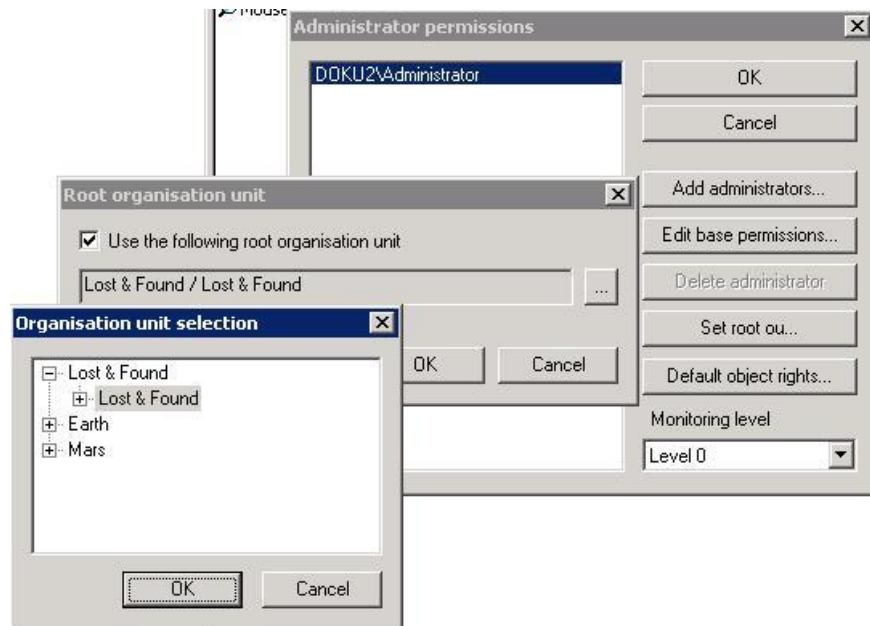 Mouse
Administrator permissions
DOKU2\Administrator
OK
Cancel
Add administrators...
Edit base permissions...
Delete administrator
Set root ou...
Default object rights...
Monitoring level
Level 0
Root organisation unit
Use the following root organisation unit
Lost & Found / Lost & Found
...
OK
Cancel
Organisation unit selection
Lost & Found
Lost & Found
Earth
Mars
OK
Cancel